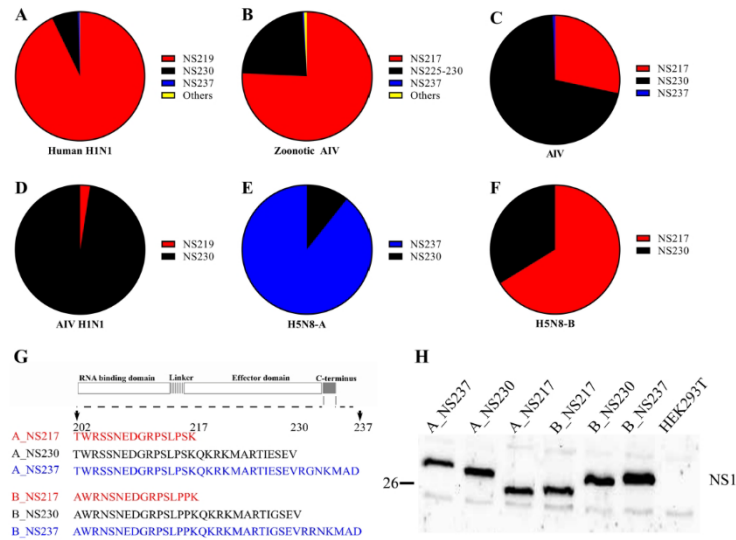 A
NS219
NS230
NS237
Others
Human H1N1
B
NS217
NS225-230
NS237
Others
Zoonotic AIV
C
NS217
NS230
NS237
AIV
D
NS219
NS230
AIV H1N1
E
NS237
NS230
H5N8-A
F
NS217
NS230
H5N8-B
G
RNA binding domain Linker Effector domain C-terminus
202 217 230 237
A_NS217 TWRSSNEDGRPSLPSK
A_NS230 TWRSSNEDGRPSLPSKQKRKMARTIESEV
A_NS237 TWRSSNEDGRPSLPSKQKRKMARTIESEVRGNKMAD
B_NS217 AWRNSNEDGRPSLPPK
B_NS230 AWRNSNEDGRPSLPPKQKRKMARTIGSEV
B_NS237 AWRNSNEDGRPSLPPKQKRKMARTIGSEVRRNKMAD
H
A_NS237
A_NS230
A_NS217
B_NS217
B_NS230
B_NS237
HEK293T
26
NS1